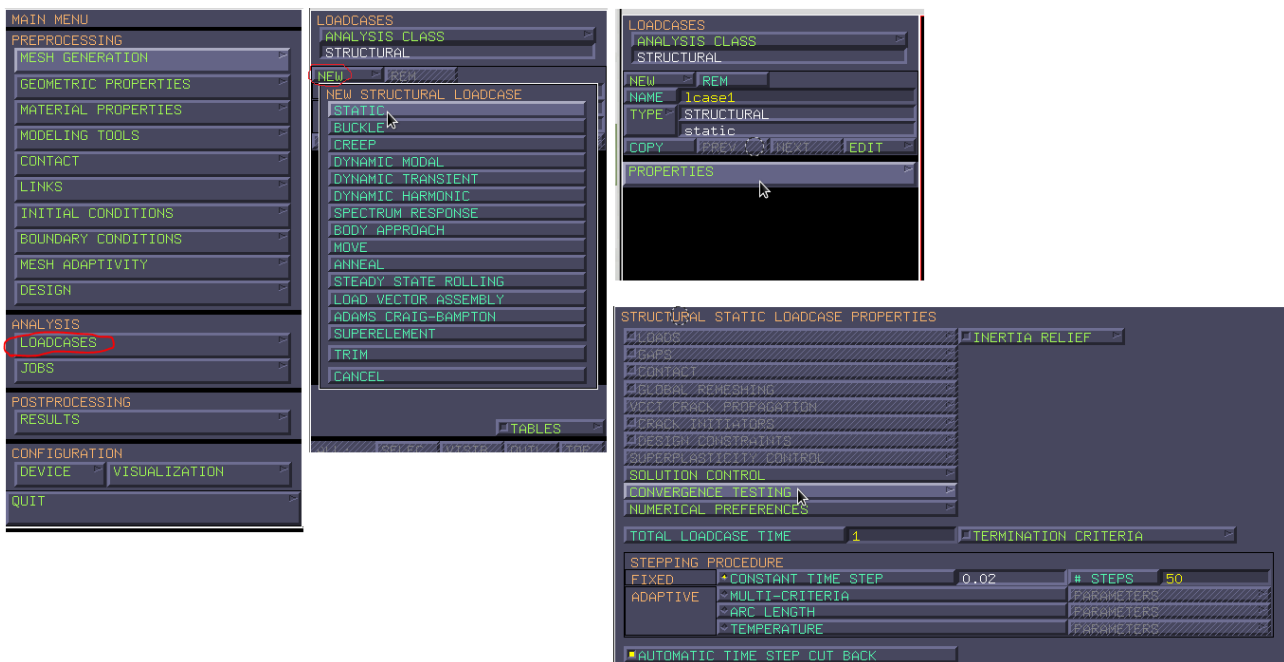 MAIN MENU
PREPROCESSING
MESH GENERATION
GEOMETRIC PROPERTIES
MATERIAL PROPERTIES
MODELING TOOLS
CONTACT
LINKS
INITIAL CONDITIONS
BOUNDARY CONDITIONS
MESH ADAPTIVITY
DESIGN
ANALYSIS
LOADCASES
JOBS
POSTPROCESSING
RESULTS
CONFIGURATION
DEVICE VISUALIZATION
QUIT
LOADCASES
ANALYSIS CLASS
STRUCTURAL
NEW REM
NEW STRUCTURAL LOADCASE
STATIC
BUCKLE
CREEP
DYNAMIC MODAL
DYNAMIC TRANSIENT
DYNAMIC HARMONIC
SPECTRUM RESPONSE
BODY APPROACH
MOVE
ANNEAL
STEADY STATE ROLLING
LOAD VECTOR ASSEMBLY
ADAMS CRAIG-BAMPTON
SUPERELEMENT
TRIM
CANCEL
TABLES
LOADCASES
ANALYSIS CLASS
STRUCTURAL
NEW REM
NAME lcase1
TYPE STRUCTURAL
static
COPY PREV NEXT EDIT
PROPERTIES
STRUCTURAL STATIC LOADCASE PROPERTIES
LOADS INERTIA RELIEF
GAPS
CONTACT
GLOBAL REMESHING
VCCT CRACK PROPAGATION
CRACK INITIATORS
DESIGN CONSTRAINTS
SUPERPLASTICITY CONTROL
SOLUTION CONTROL
CONVERGENCE TESTING
NUMERICAL PREFERENCES
TOTAL LOADCASE TIME 1 TERMINATION CRITERIA
STEPPING PROCEDURE
FIXED CONSTANT TIME STEP 0.02 # STEPS 50
ADAPTIVE MULTI-CRITERIA PARAMETERS
ARC LENGTH PARAMETERS
TEMPERATURE PARAMETERS
AUTOMATIC TIME STEP CUT BACK